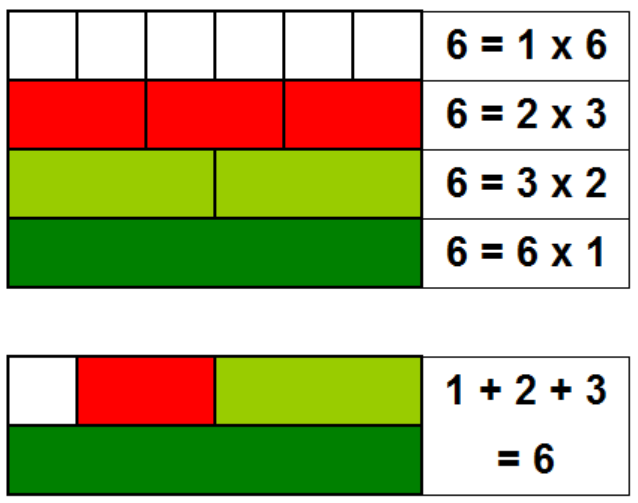 6 = 1 x 6
6 = 2 x 3
6 = 3 x 2
6 = 6 x 1
1 + 2 + 3
= 6